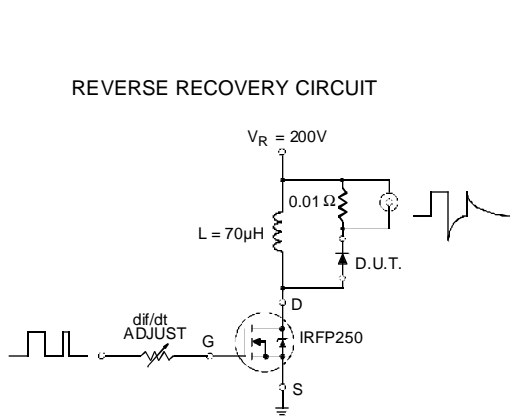 REVERSE RECOVERY CIRCUIT
V_R = 200V
0.01 Ω
L = 70µH
D.U.T.
D
dif/dt
ADJUST
G
IRFP250
S